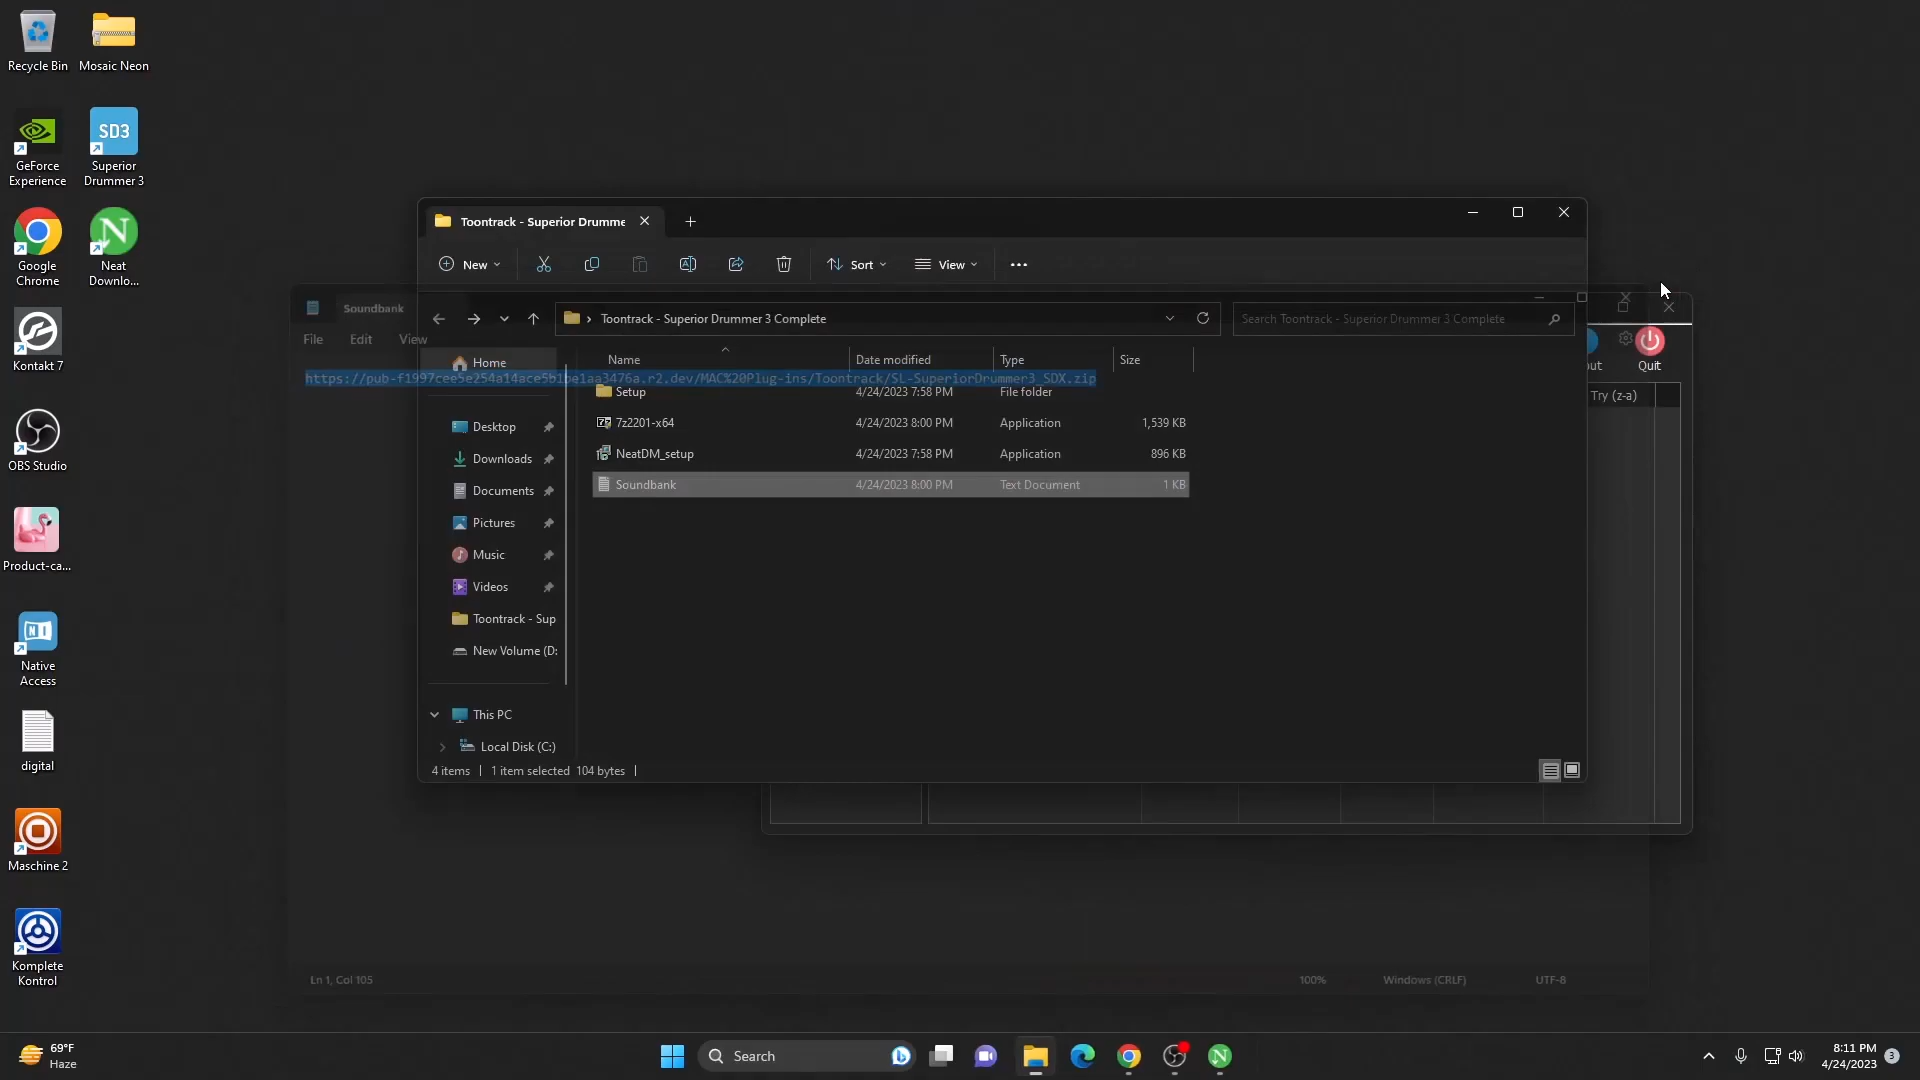 Recycle Bin
Mosaic Neon
GeForce Experience
SD3
Superior Drummer 3
Google Chrome
Neat Downlo...
Kontakt 7
OBS Studio
Product-ca...
Native Access
digital
Maschine 2
Komplete Kontrol
Toontrack - Superior Drumme
New
Sort
View
Toontrack - Superior Drummer 3 Complete
Search Toontrack - Superior Drummer 3 Complete
Soundbank
File Edit View
Home
Name Date modified Type Size
https://pub-f1997cee5e254a14ace5b1be1aa3476a.r2.dev/MAC%20Plug-ins/Toontrack/SL-SuperiorDrummer3_SDX.zip
Setup 4/24/2023 7:58 PM File folder
7z2201-x64 4/24/2023 8:00 PM Application 1,539 KB
NeatDM_setup 4/24/2023 7:58 PM Application 896 KB
Soundbank 4/24/2023 8:00 PM Text Document 1 KB
Desktop
Downloads
Documents
Pictures
Music
Videos
Toontrack - Sup
New Volume (D:
This PC
Local Disk (C:)
4 items 1 item selected 104 bytes
out
Quit
Try (z-a)
Ln 1, Col 105 100% Windows (CRLF) UTF-8
69°F
Haze
Search
8:11 PM
4/24/2023
3